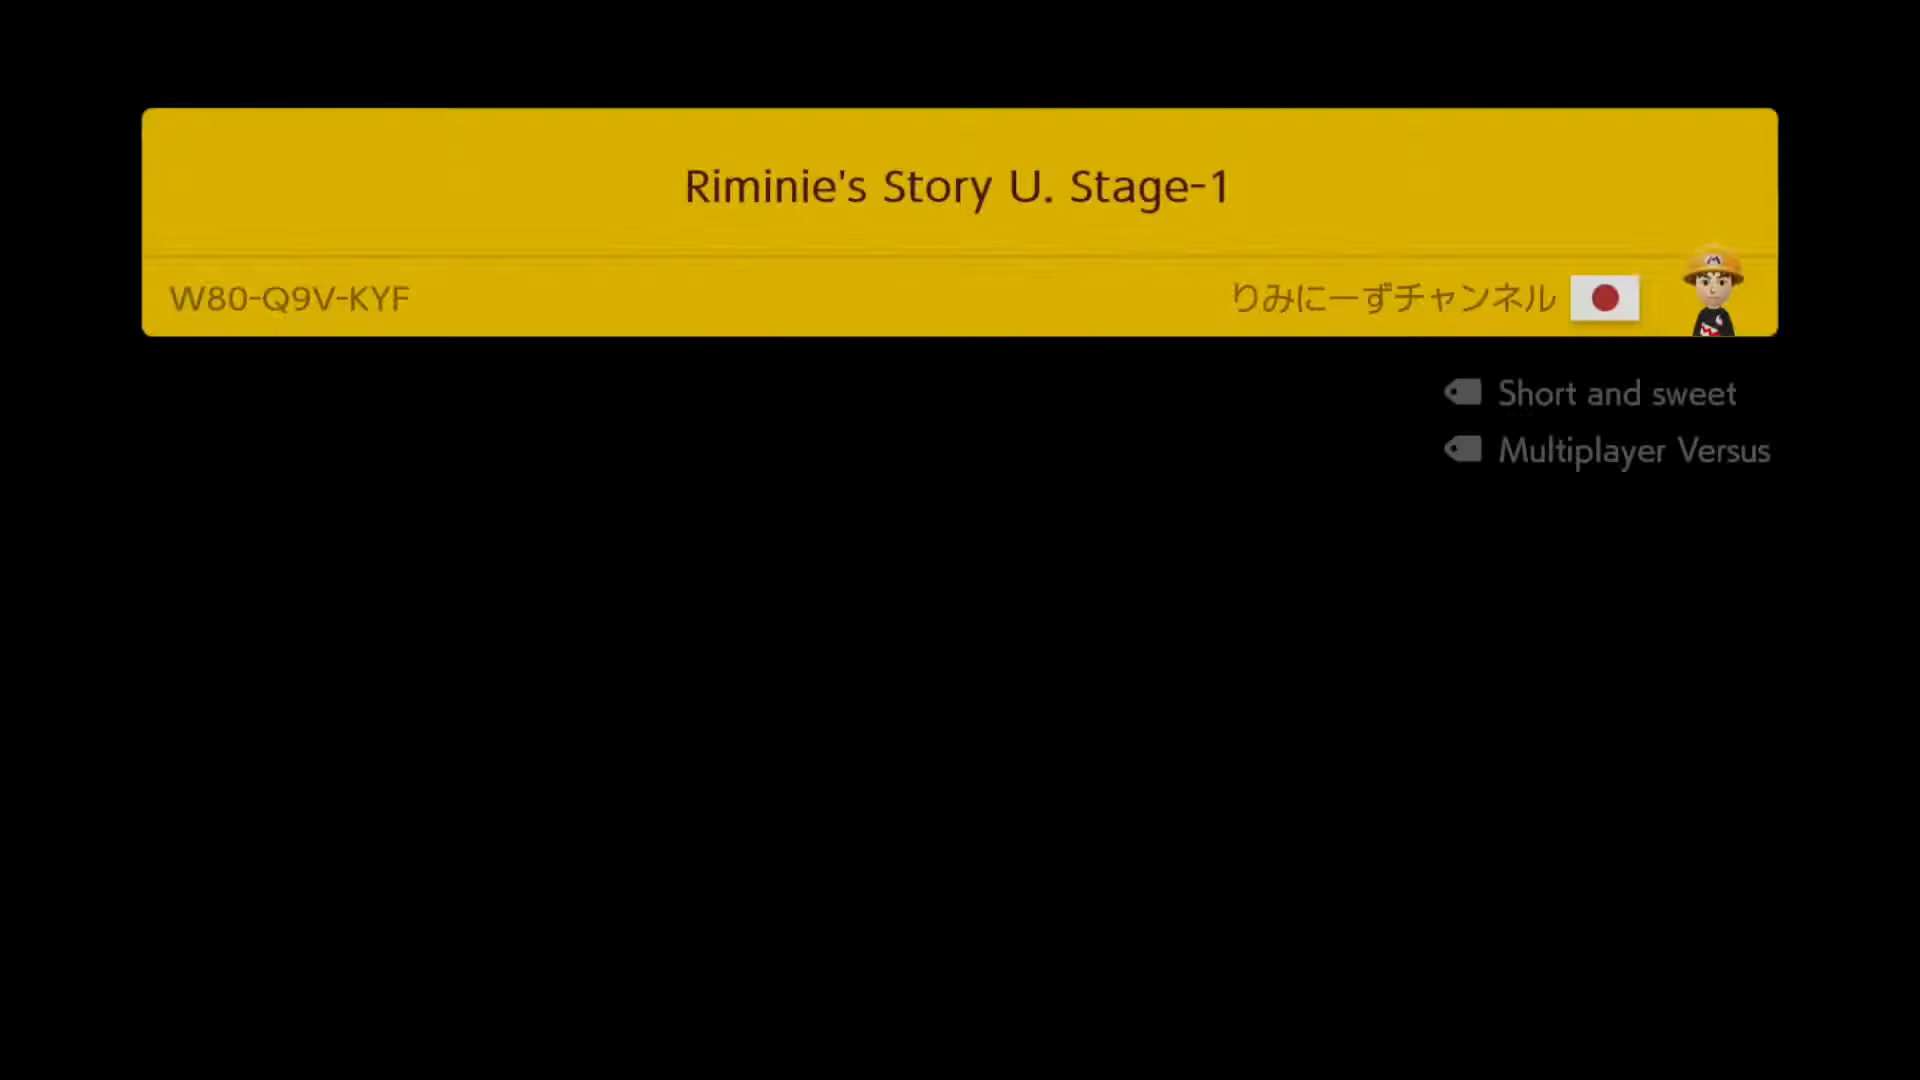 Riminie's Story U. Stage-1
W80-Q9V-KYF
りみにーずチャンネル
Short and sweet
Multiplayer Versus